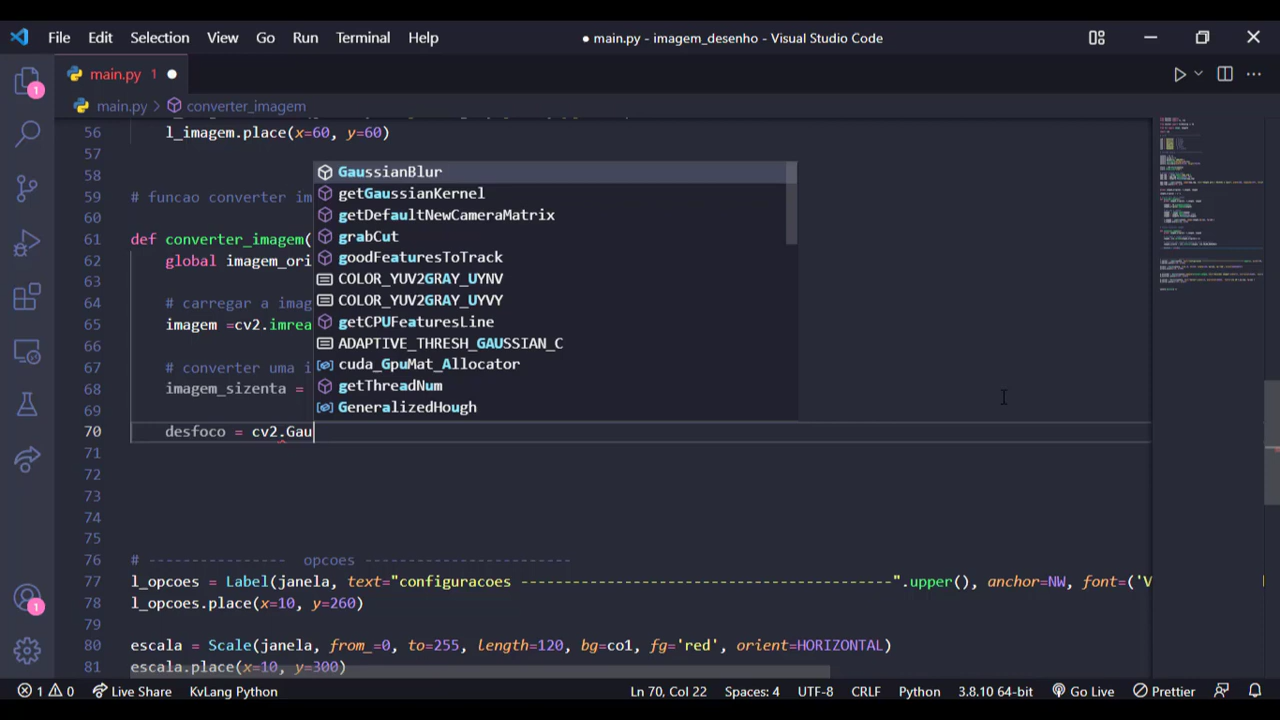 File Edit Selection View Go Run Terminal Help ● main.py - imagem_desenho - Visual Studio Code
main.py 1
main.py > converter_imagem
56 l_imagem.place(x=60, y=60)
57
58 GaussianBlur
59 # funcao converter im getGaussianKernel
60 getDefaultNewCameraMatrix
61 def converter_imagem( grabCut
62 global imagem_ori goodFeaturesToTrack
63 COLOR_YUV2GRAY_UYNV
64 # carregar a imag COLOR_YUV2GRAY_UYVY
65 imagem =cv2.imrea getCPUFeaturesLine
66 ADAPTIVE_THRESH_GAUSSIAN_C
67 # converter uma i cuda_GpuMat_Allocator
68 imagem_sizenta = getThreadNum
69 GeneralizedHough
70 desfoco = cv2.Gau
71
72
73
74
75
76 # ---------------- opcoes ------------------------
77 l_opcoes = Label(janela, text="configuracoes -------------------------------------------".upper(), anchor=NW, font=('V
78 l_opcoes.place(x=10, y=260)
79
80 escala = Scale(janela, from_=0, to=255, length=120, bg=co1, fg='red', orient=HORIZONTAL)
81 escala.place(x=10, y=300)
1
1
1 0 Live Share KvLang Python Ln 70, Col 22 Spaces: 4 UTF-8 CRLF Python 3.8.10 64-bit Go Live Prettier